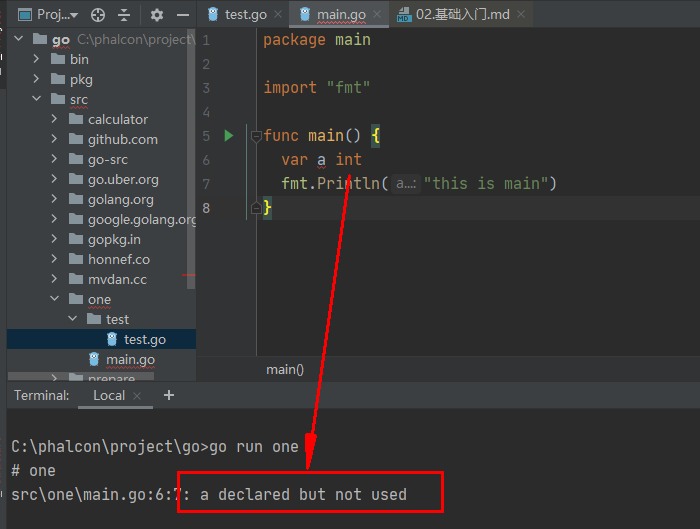 Proj...
test.go
main.go
02.基础入门.md
go C:\phalcon\project\
bin
pkg
src
calculator
github.com
go-src
go.uber.org
golang.org
google.golang.org
gopkg.in
honnef.co
mvdan.cc
one
test
test.go
main.go
prepare
1 package main
2
3 import "fmt"
4
5 func main() {
6 var a int
7 fmt.Println( a...: "this is main")
8 }
main()
Terminal: Local +
C:\phalcon\project\go>go run one
# one
src\one\main.go:6:7: a declared but not used